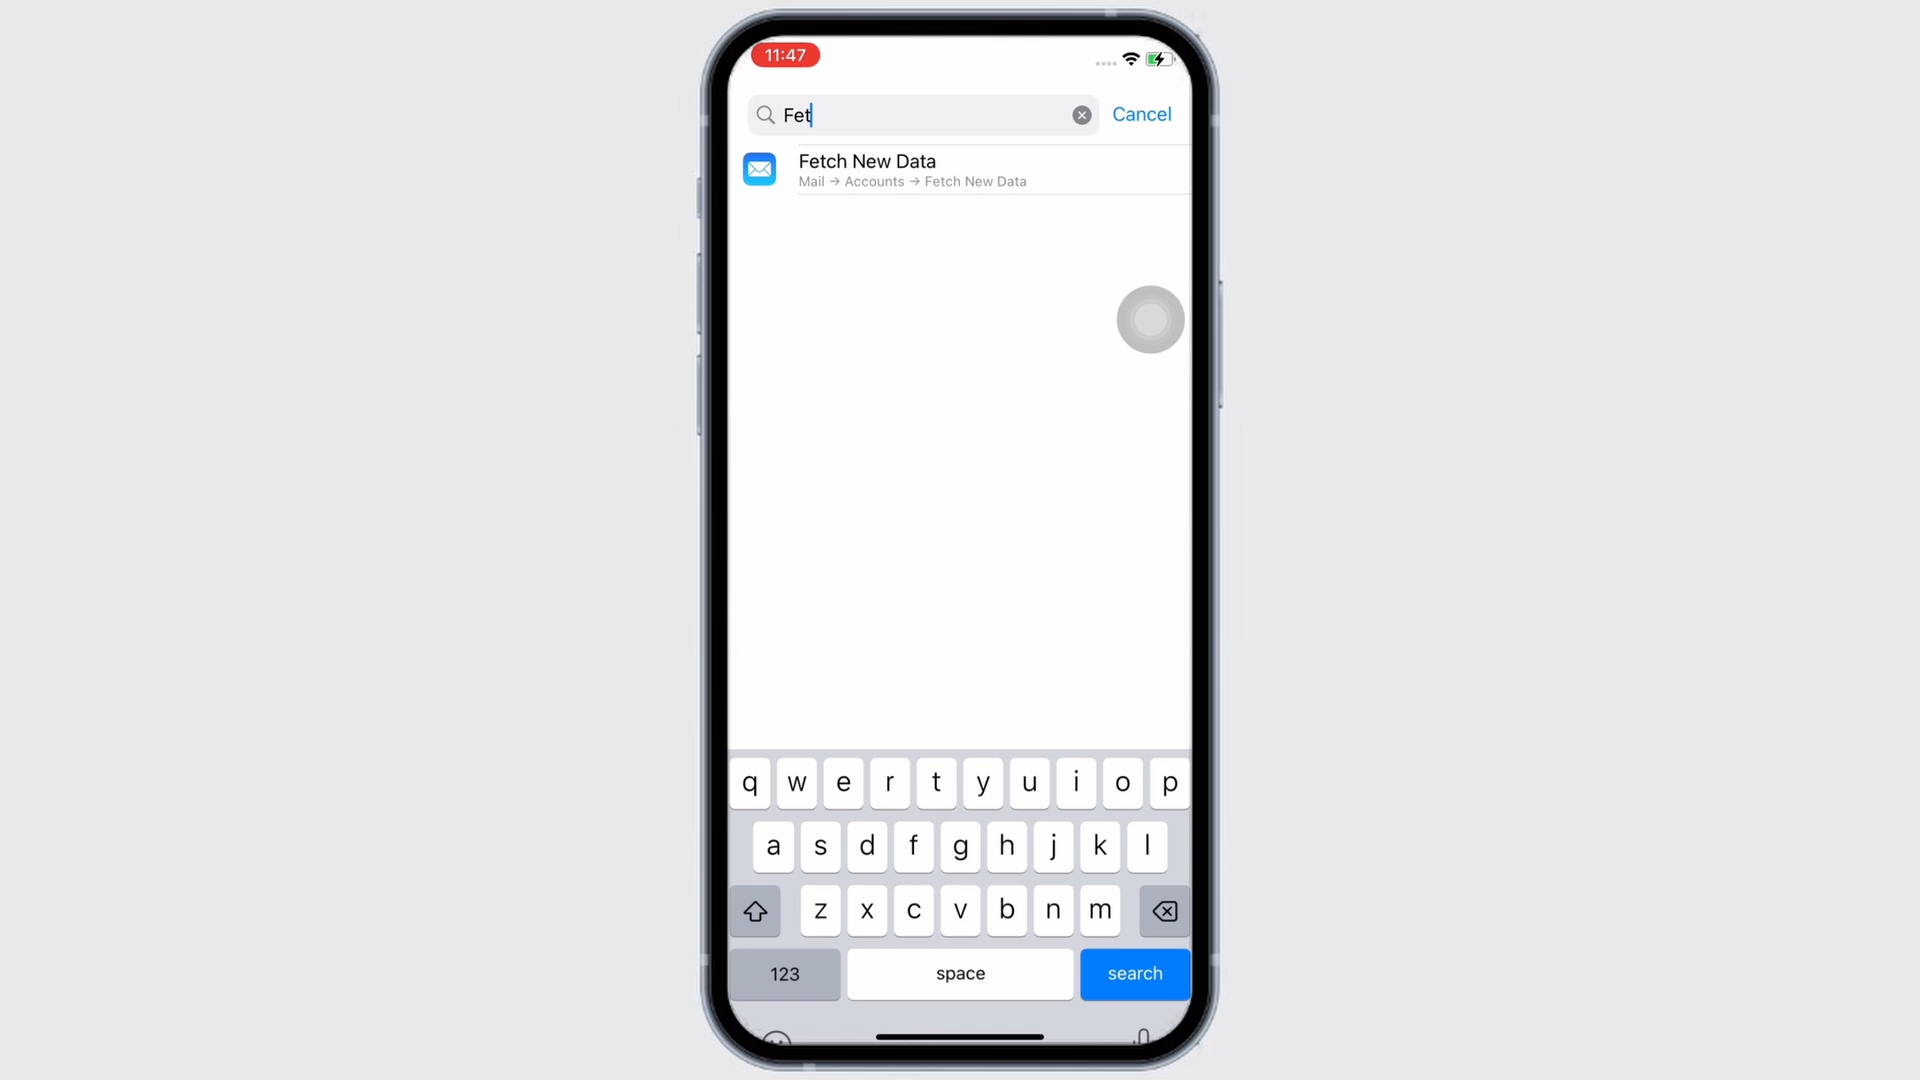 11:47
Fet
Cancel
Fetch New Data
Mail → Accounts → Fetch New Data
q w e r t y u i o p
a s d f g h j k l
z x c v b n m
123 space search